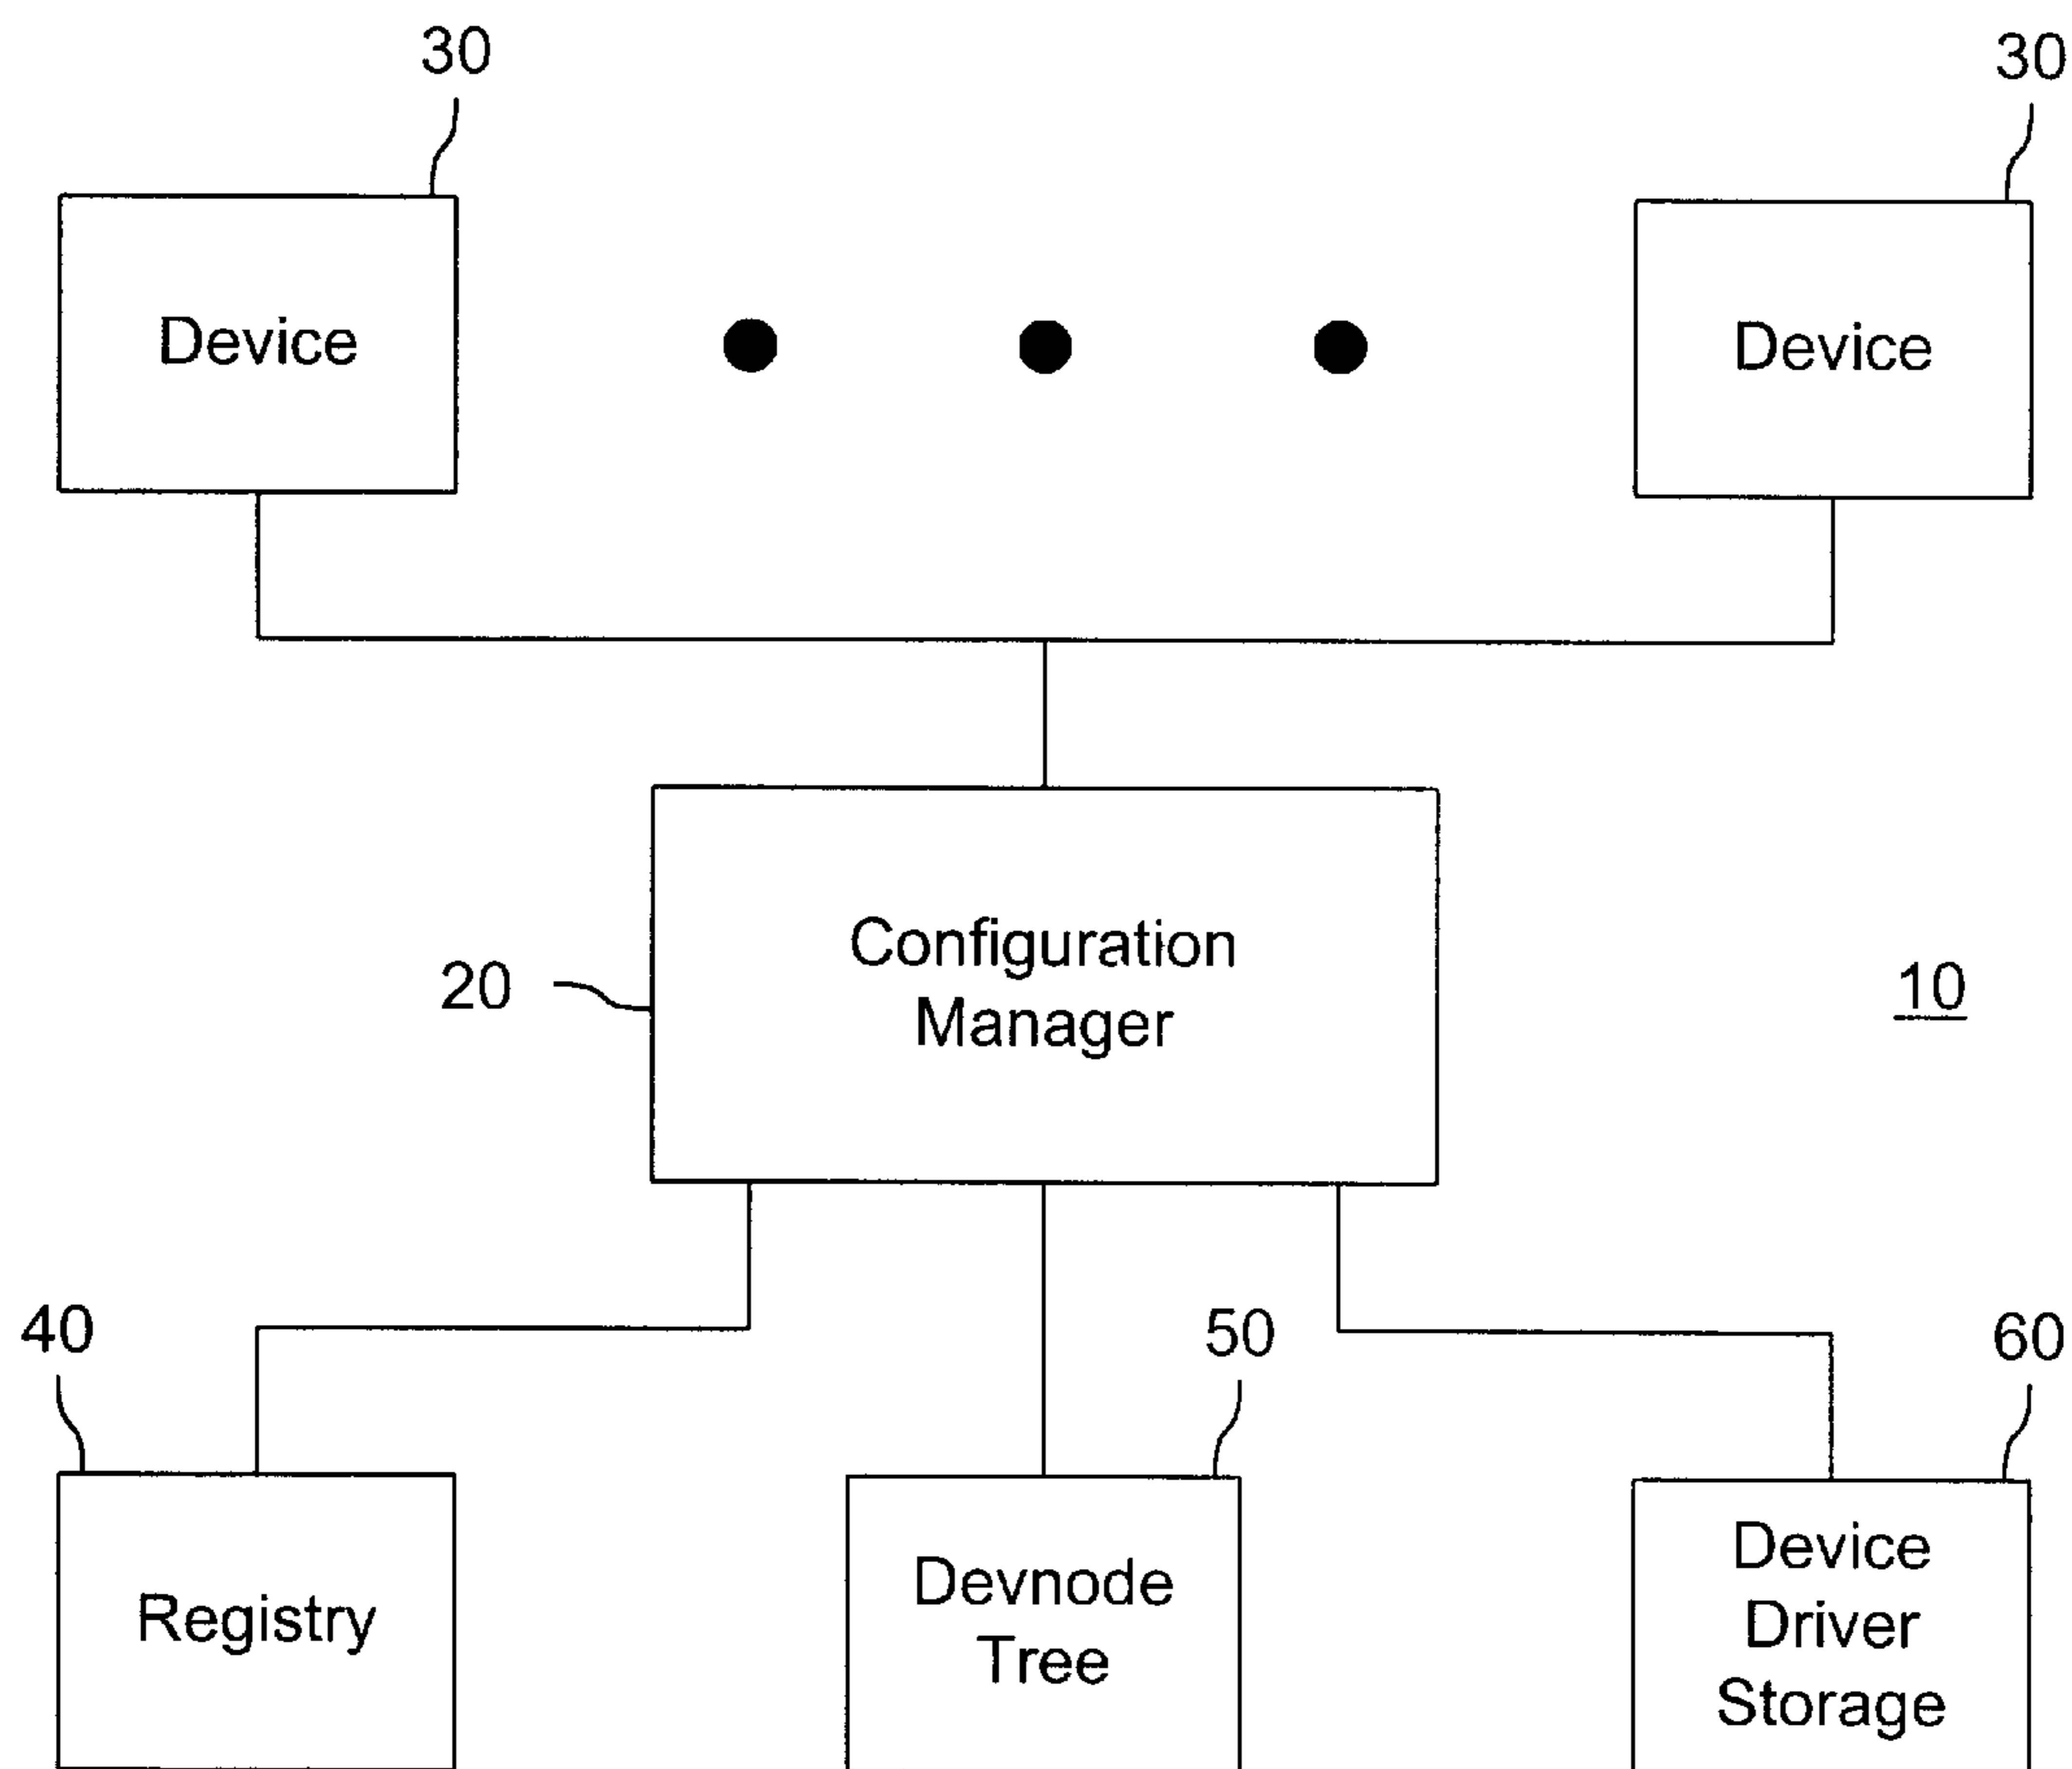 30
30
Device
Device
Configuration
Manager
20
10
40
50
60
Registry
Devnode
Tree
Device
Driver
Storage